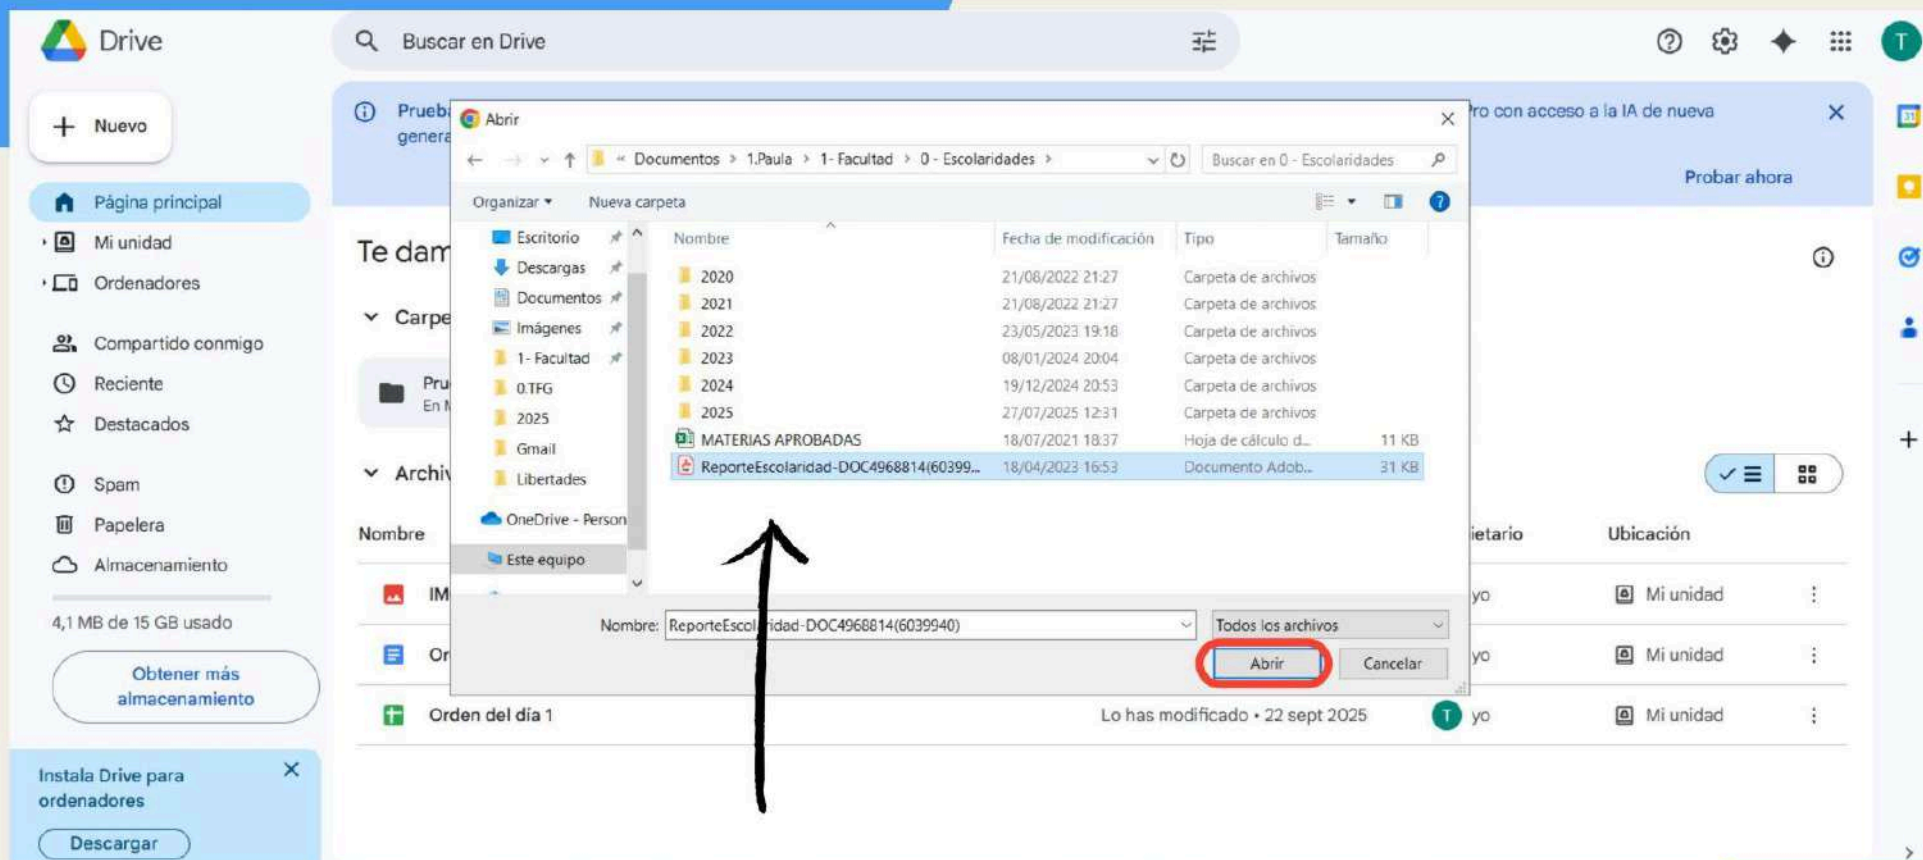 Drive
Buscar en Drive
T
Nuevo
Página principal
Mi unidad
Ordenadores
Compartido conmigo
Reciente
Destacados
Spam
Papelera
Almacenamiento
4,1 MB de 15 GB usado
Obtener más
almacenamiento
Instala Drive para
ordenadores
Descargar
Prueb
genera
Pro con acceso a la IA de nueva
Probar ahora
Te dam
Carpe
Pru
Archiv
Nombre
ietario
Ubicación
IM
yo
Mi unidad
Or
yo
Mi unidad
Orden del día 1
Lo has modificado • 22 sept 2025
T
yo
Mi unidad
Abrir
« Documentos > 1.Paula > 1- Facultad > 0 - Escolaridades >
Buscar en 0 - Escolaridades
Organizar
Nueva carpeta
Escritorio
Descargas
Documentos
Imágenes
1- Facultad
0.TFG
2025
Gmail
Libertades
OneDrive - Person
Este equipo
Nombre Fecha de modificación Tipo Tamaño
2020 21/08/2022 21:27 Carpeta de archivos
2021 21/08/2022 21:27 Carpeta de archivos
2022 23/05/2023 19:18 Carpeta de archivos
2023 08/01/2024 20:04 Carpeta de archivos
2024 19/12/2024 20:53 Carpeta de archivos
2025 27/07/2025 12:31 Carpeta de archivos
MATERIAS APROBADAS 18/07/2021 18:37 Hoja de cálculo d... 11 KB
ReporteEscolaridad-DOC4968814(60399... 18/04/2023 16:53 Documento Adob... 31 KB
Nombre: ReporteEscolaridad-DOC4968814(6039940)
Todos los archivos
Abrir
Cancelar
31